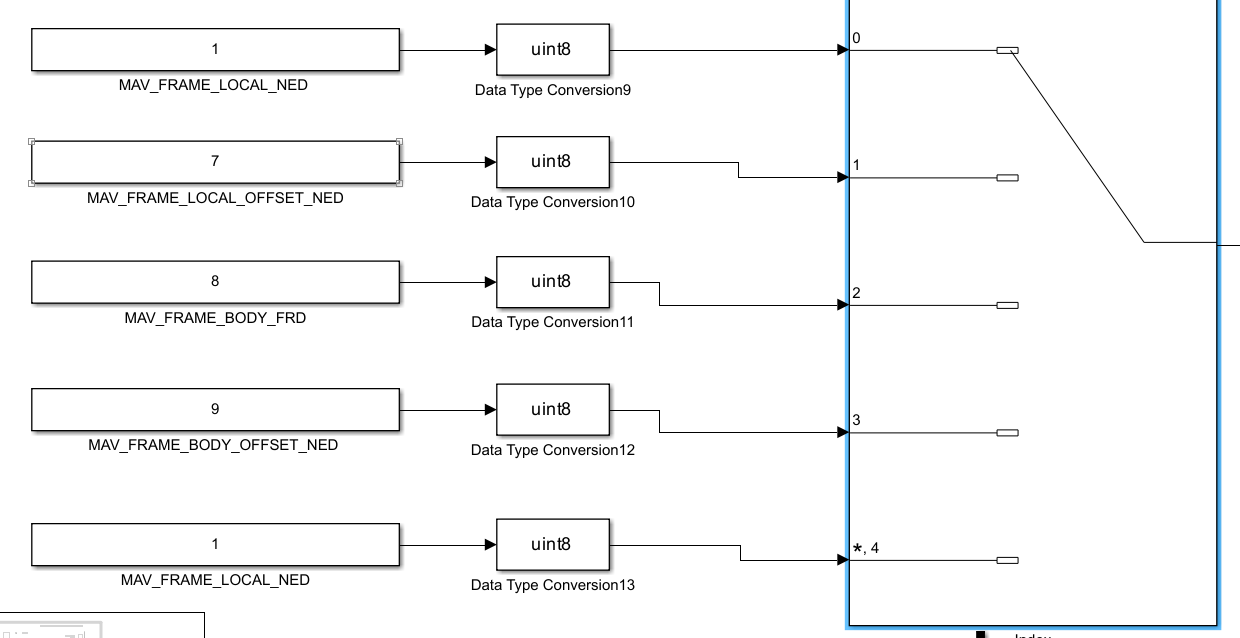 1
uint8
0
MAV_FRAME_LOCAL_NED
Data Type Conversion9
7
uint8
1
MAV_FRAME_LOCAL_OFFSET_NED
Data Type Conversion10
8
uint8
2
MAV_FRAME_BODY_FRD
Data Type Conversion11
9
uint8
3
MAV_FRAME_BODY_OFFSET_NED
Data Type Conversion12
1
uint8
*, 4
MAV_FRAME_LOCAL_NED
Data Type Conversion13
Index